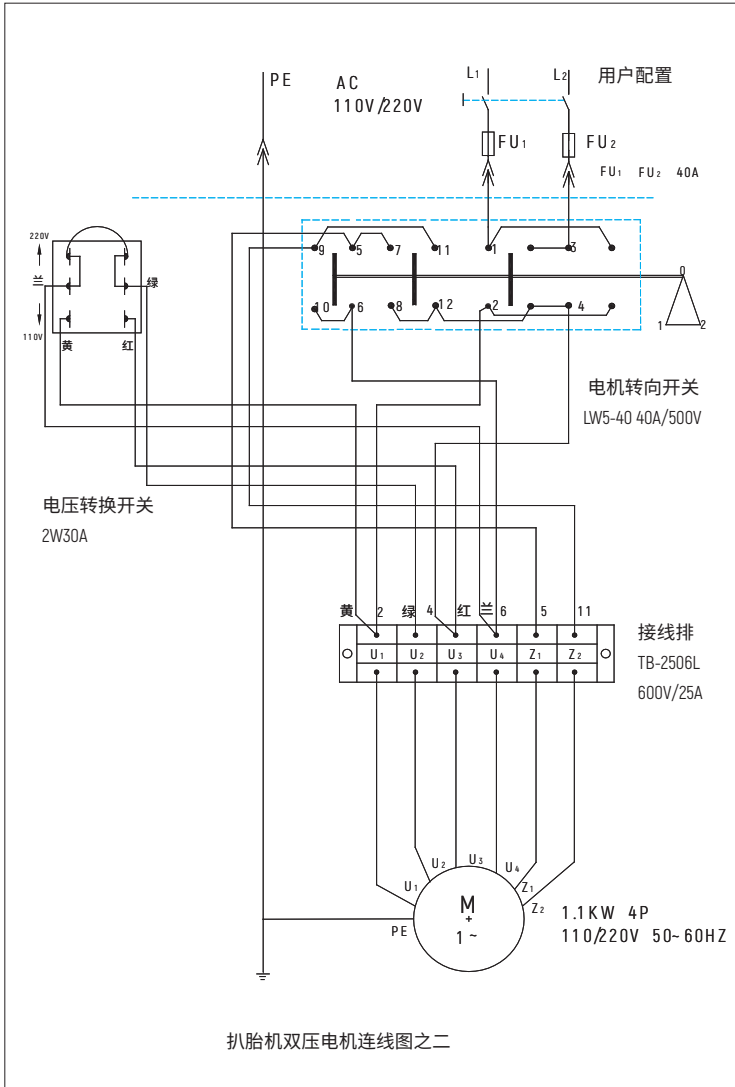 PE
AC
110V/220V
L1
L2
用户配置
FU1
FU2
FU1 FU2 40A
220V
兰
110V
绿
黄
红
9 5 7 11 1 3
10 6 8 12 2 4
0
1 2
电机转向开关
LW5-40 40A/500V
电压转换开关
2W30A
黄 2 绿 4 红 兰 6 5 11
U1 U2 U3 U4 Z1 Z2
接线排
TB-2506L
600V/25A
U1 U2 U3 U4 Z1 Z2
PE
M
1~
1.1KW 4P
110/220V 50~60HZ
扒胎机双压电机连线图之二